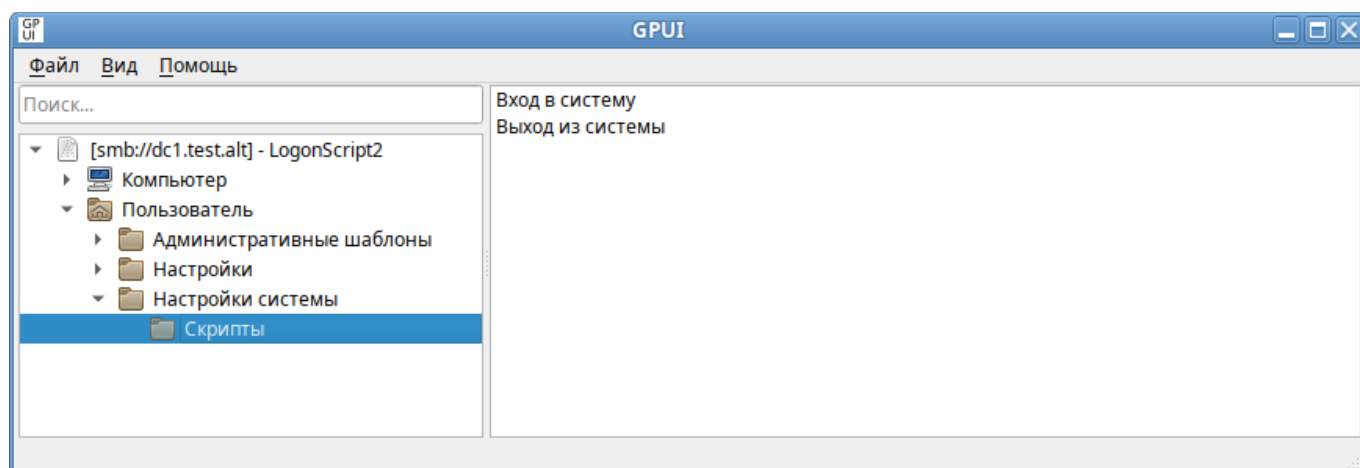 GP
UI
GPUI
Файл Вид Помощь
Поиск...
[smb://dc1.test.alt] - LogonScript2
Компьютер
Пользователь
Административные шаблоны
Настройки
Настройки системы
Скрипты
Вход в систему
Выход из системы